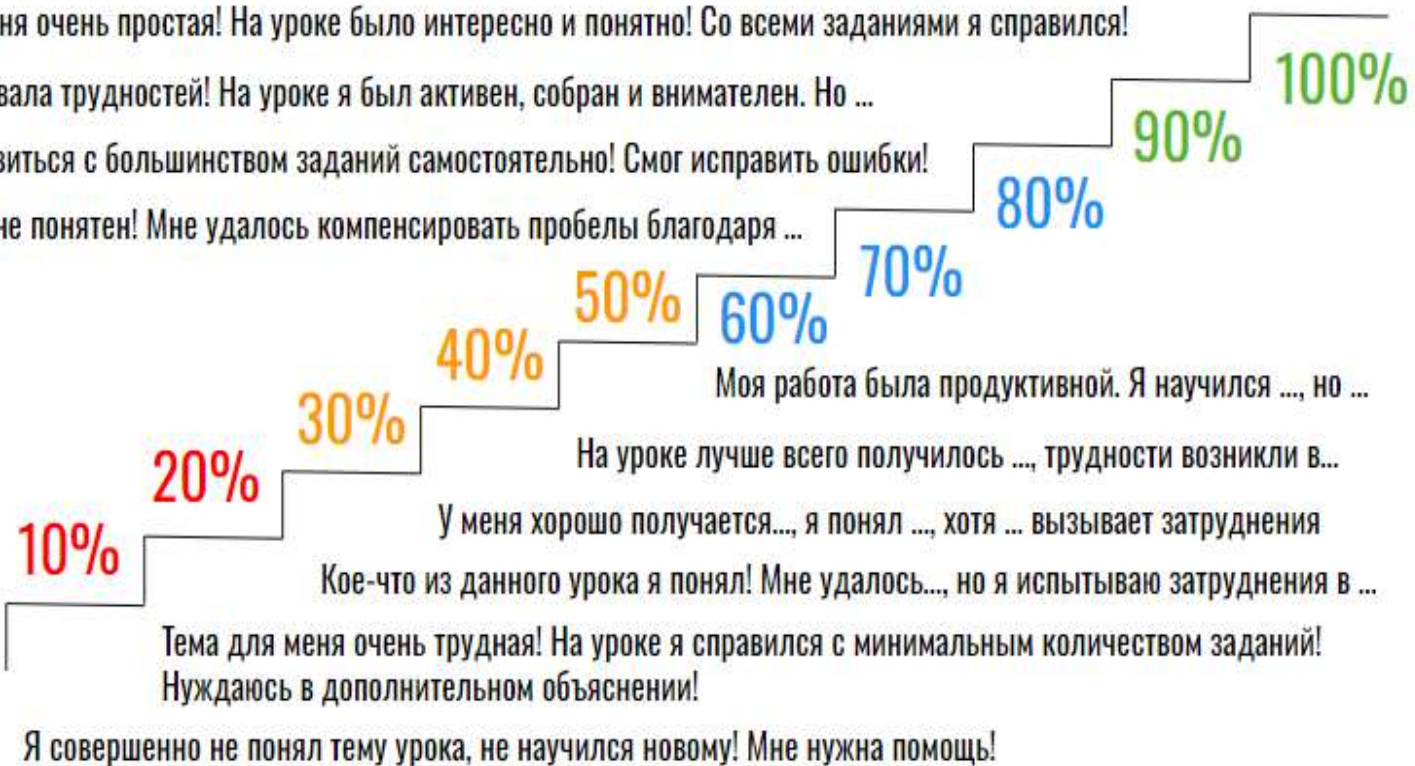 ня очень простая! На уроке было интересно и понятно! Со всеми заданиями я справился!
100%
вала трудностей! На уроке я был активен, собран и внимателен. Но ...
90%
виться с большинством заданий самостоятельно! Смог исправить ошибки!
80%
не понятен! Мне удалось компенсировать пробелы благодаря ...
70%
60%
50%
40%
30%
20%
10%
Моя работа была продуктивной. Я научился ..., но ...
На уроке лучше всего получилось ..., трудности возникли в...
У меня хорошо получается..., я понял ..., хотя ... вызывает затруднения
Кое-что из данного урока я понял! Мне удалось..., но я испытываю затруднения в ...
Тема для меня очень трудная! На уроке я справился с минимальным количеством заданий!
Нуждаюсь в дополнительном объяснении!
Я совершенно не понял тему урока, не научился новому! Мне нужна помощь!